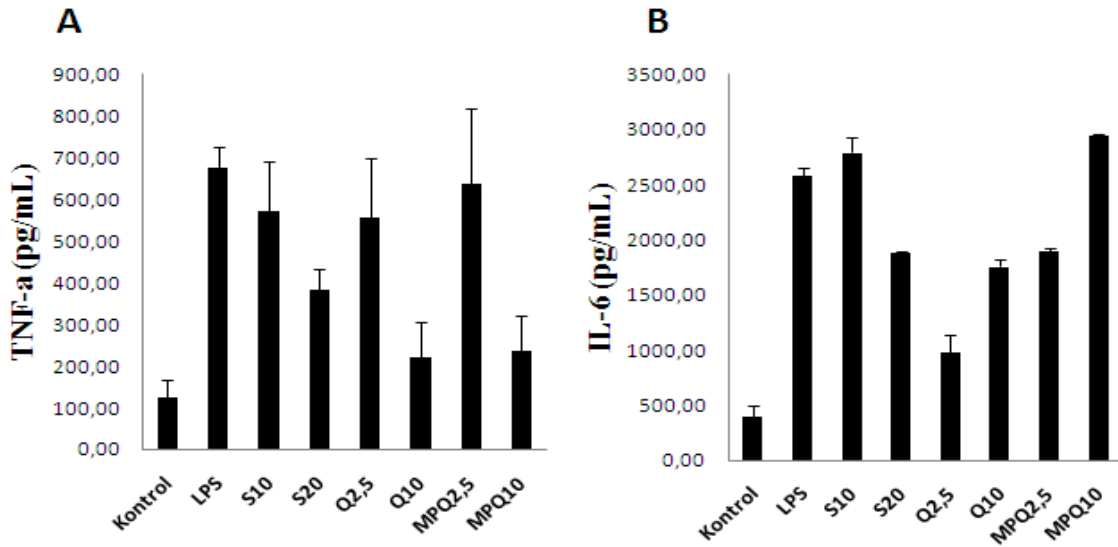 A
TNF-a (pg/mL)
900,00
800,00
700,00
600,00
500,00
400,00
300,00
200,00
100,00
0,00
Kontrol
LPS
S10
S20
Q2,5
Q10
MPQ2,5
MPQ10
B
IL-6 (pg/mL)
3500,00
3000,00
2500,00
2000,00
1500,00
1000,00
500,00
0,00
Kontrol
LPS
S10
S20
Q2,5
Q10
MPQ2,5
MPQ10